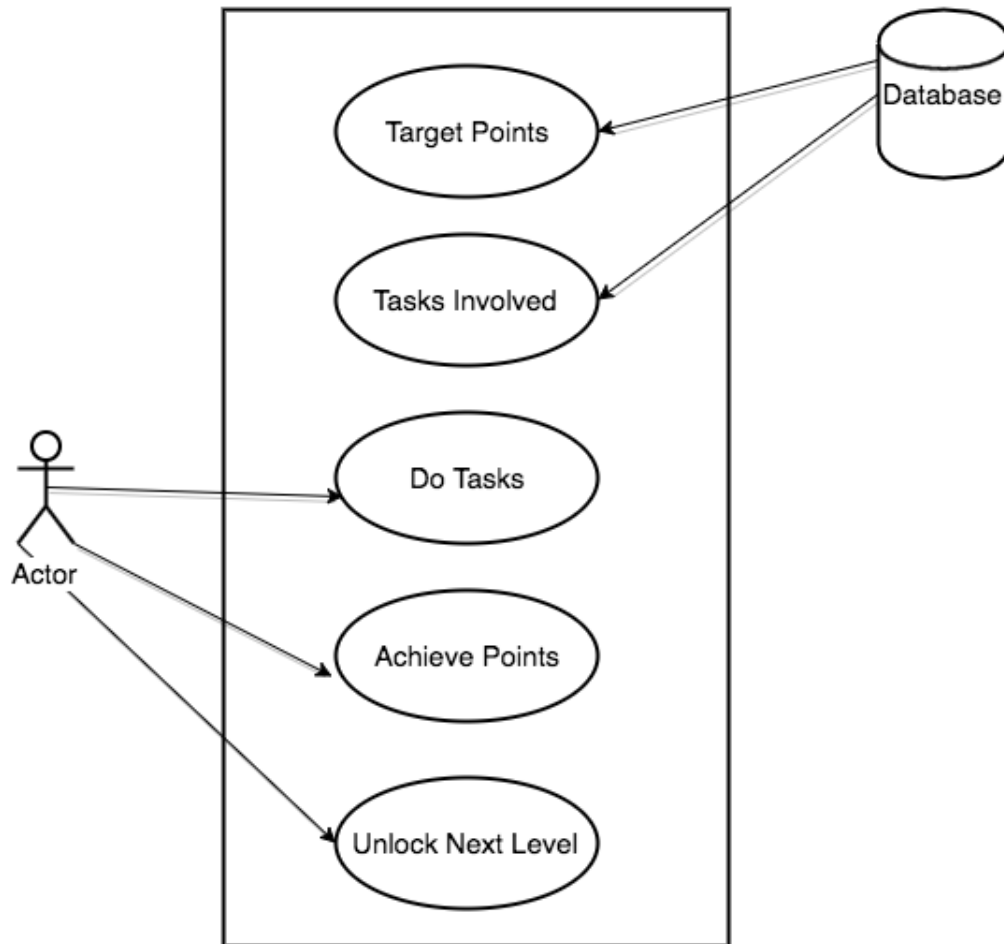 Target Points
Database
Tasks Involved
Do Tasks
Actor
Achieve Points
Unlock Next Level